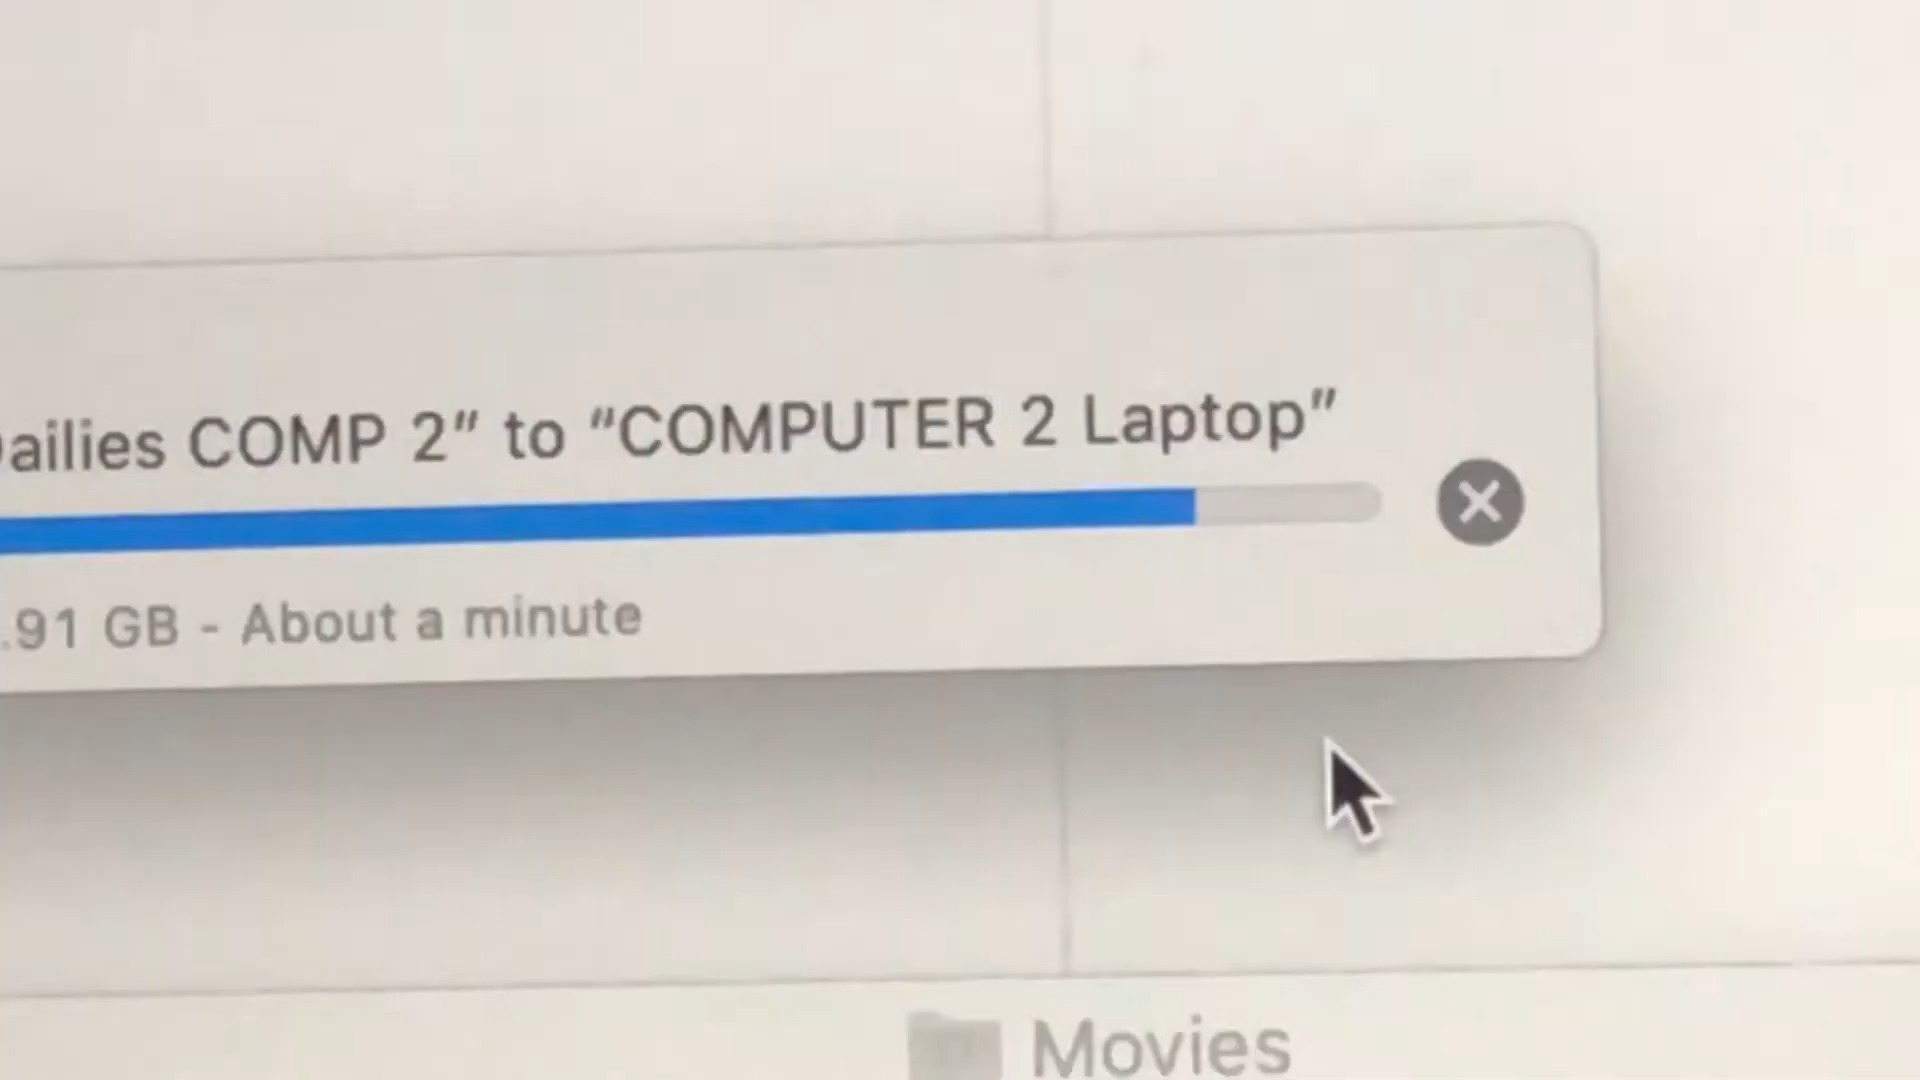 ailies COMP 2” to “COMPUTER 2 Laptop”
.91 GB - About a minute
Movies